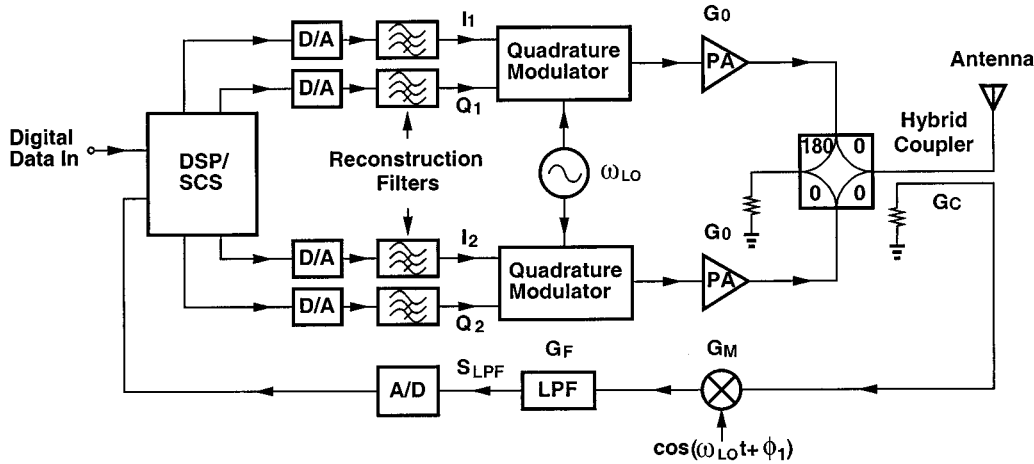 D/A
I1
Quadrature
Modulator
G0
PA
Antenna
D/A
Q1
Digital
Data In
DSP/
SCS
Reconstruction
Filters
ωLO
Hybrid
Coupler
180 0
0 0
GC
D/A
I2
Quadrature
Modulator
G0
PA
D/A
Q2
A/D
SLPF
GF
LPF
GM
cos(ωLOt+ϕ1)